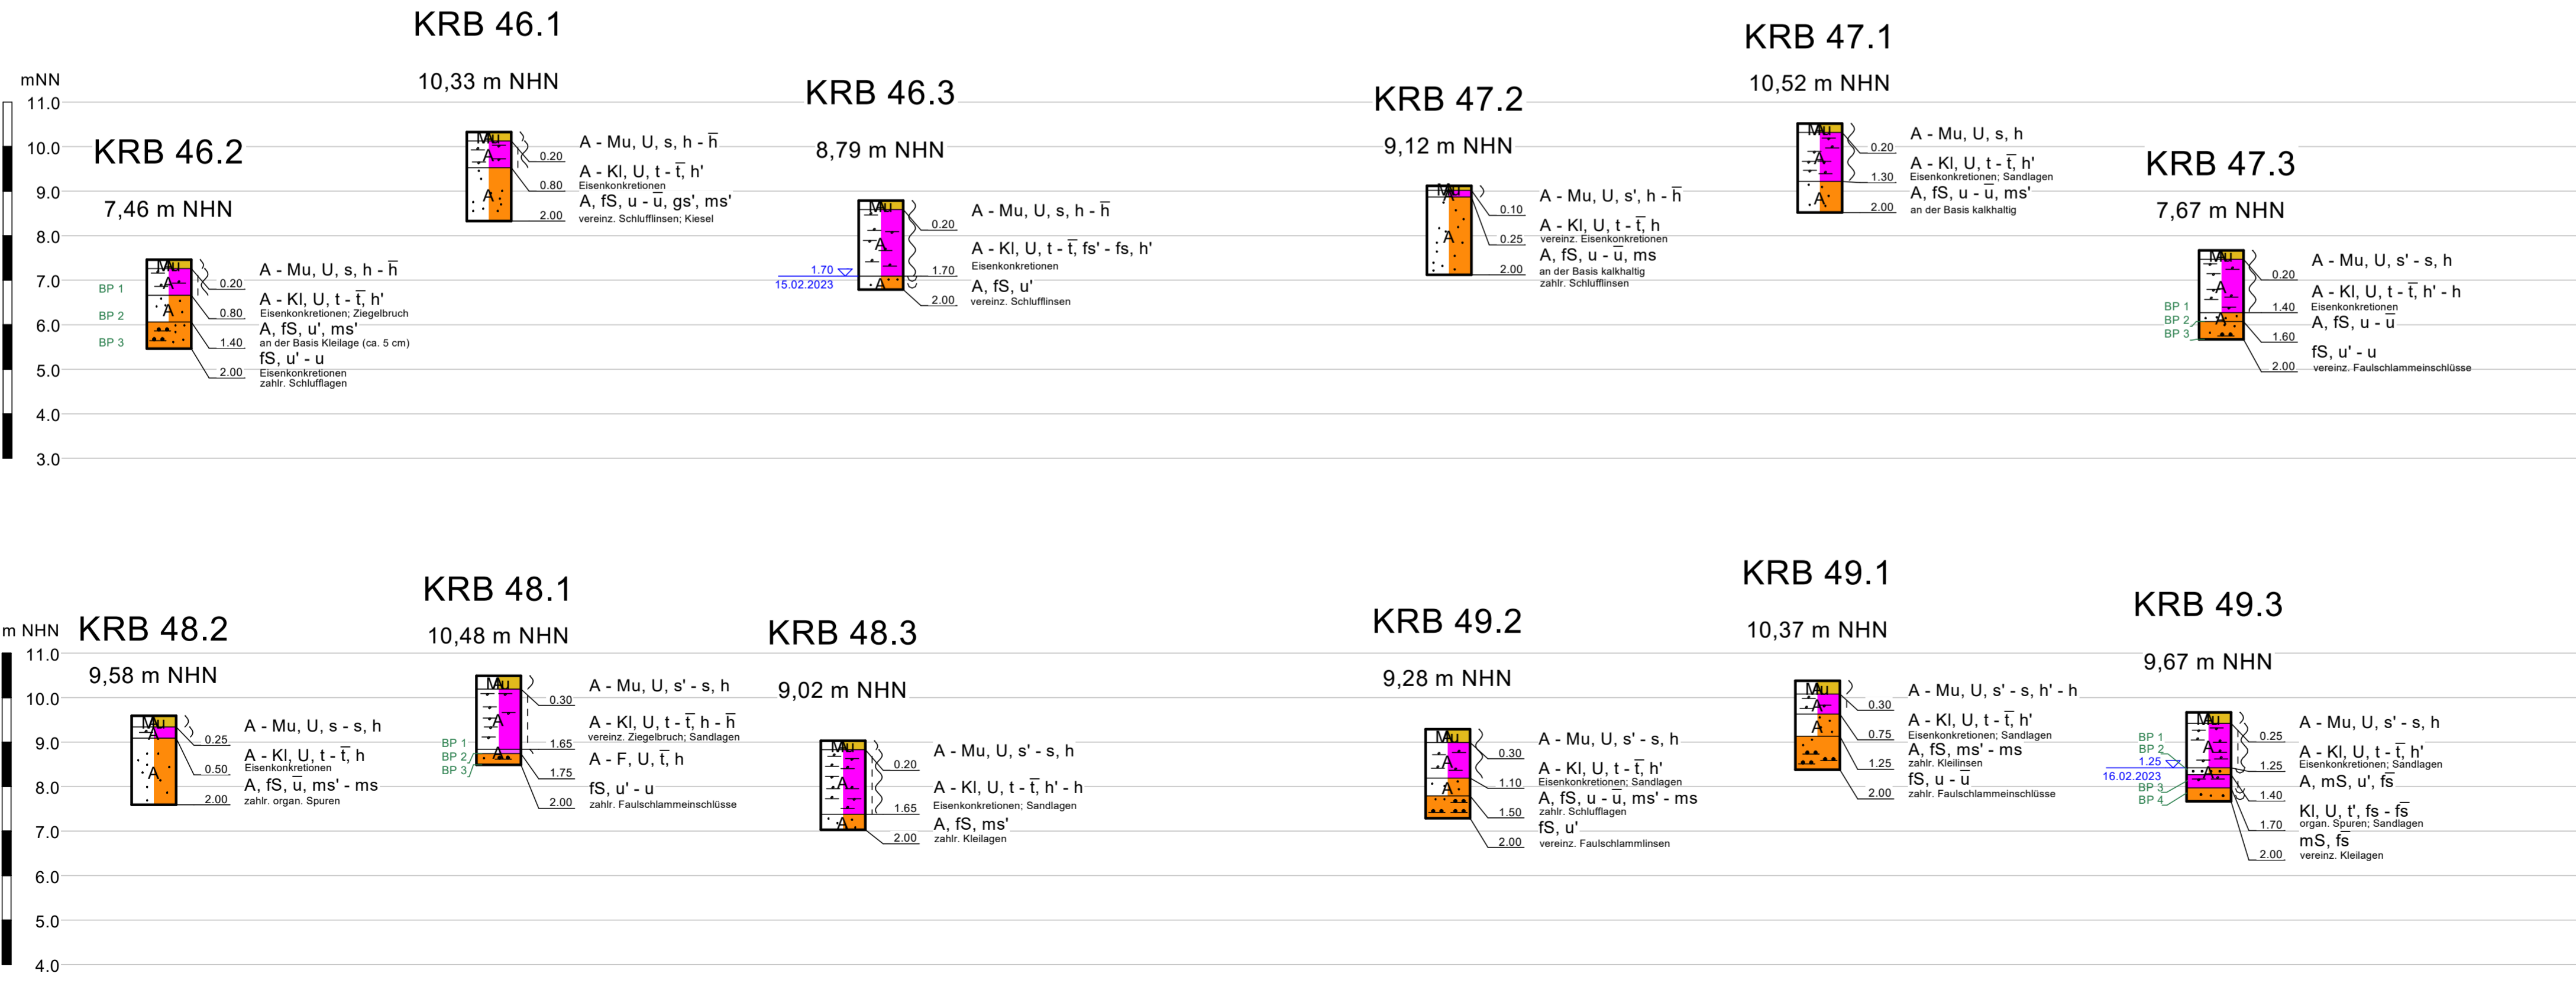 mNN
11.0
10.0
9.0
8.0
7.0
6.0
5.0
4.0
3.0
KRB 46.2
7,46 m NHN
Mu
A
A
BP 1
BP 2
BP 3
0.20
0.80
1.40
2.00
A - Mu, U, s, h - h̅
A - Kl, U, t - t̅, h'
Eisenkonkretionen; Ziegelbruch
A, fS, u', ms'
an der Basis Kleilage (ca. 5 cm)
fS, u' - u
Eisenkonkretionen
zahlr. Schlufflagen
KRB 46.1
10,33 m NHN
Mu
A
A
0.20
0.80
2.00
A - Mu, U, s, h - h̅
A - Kl, U, t - t̅, h'
Eisenkonkretionen
A, fS, u - u̅, gs', ms'
vereinz. Schlufflinsen; Kiesel
KRB 46.3
8,79 m NHN
Mu
A
A
1.70
15.02.2023
0.20
1.70
2.00
A - Mu, U, s, h - h̅
A - Kl, U, t - t̅, fs' - fs, h'
Eisenkonkretionen
A, fS, u'
vereinz. Schlufflinsen
KRB 47.2
9,12 m NHN
Mu
A
A
0.10
0.25
2.00
A - Mu, U, s', h - h̅
A - Kl, U, t - t̅, h
vereinz. Eisenkonkretionen
A, fS, u - u̅, ms
an der Basis kalkhaltig
zahlr. Schlufflinsen
KRB 47.1
10,52 m NHN
Mu
A
A
0.20
1.30
2.00
A - Mu, U, s, h
A - Kl, U, t - t̅, h'
Eisenkonkretionen; Sandlagen
A, fS, u - u̅, ms'
an der Basis kalkhaltig
KRB 47.3
7,67 m NHN
Mu
A
A
BP 1
BP 2
BP 3
0.20
1.40
1.60
2.00
A - Mu, U, s' - s, h
A - Kl, U, t - t̅, h' - h
Eisenkonkretionen
A, fS, u - u̅
fS, u' - u
vereinz. Faulschlammeinschlüsse
m NHN
11.0
10.0
9.0
8.0
7.0
6.0
5.0
4.0
KRB 48.2
9,58 m NHN
Mu
A
A
0.25
0.50
2.00
A - Mu, U, s - s, h
A - Kl, U, t - t̅, h
Eisenkonkretionen
A, fS, u̅, ms' - ms
zahlr. organ. Spuren
KRB 48.1
10,48 m NHN
Mu
A
A
BP 1
BP 2
BP 3
0.30
1.65
1.75
2.00
A - Mu, U, s' - s, h
A - Kl, U, t - t̅, h - h̅
vereinz. Ziegelbruch; Sandlagen
A - F, U, t̅, h
fS, u' - u
zahlr. Faulschlammeinschlüsse
KRB 48.3
9,02 m NHN
Mu
A
A
0.20
1.65
2.00
A - Mu, U, s' - s, h
A - Kl, U, t - t̅, h' - h
Eisenkonkretionen; Sandlagen
A, fS, ms'
zahlr. Kleilagen
KRB 49.2
9,28 m NHN
Mu
A
A
0.30
1.10
1.50
2.00
A - Mu, U, s' - s, h
A - Kl, U, t - t̅, h'
Eisenkonkretionen; Sandlagen
A, fS, u - u̅, ms' - ms
zahlr. Schlufflagen
fS, u'
vereinz. Faulschlammlinsen
KRB 49.1
10,37 m NHN
Mu
A
A
0.30
0.75
1.25
2.00
A - Mu, U, s' - s, h' - h
A - Kl, U, t - t̅, h'
Eisenkonkretionen; Sandlagen
A, fS, ms' - ms
zahlr. Kleilinsen
fS, u - u̅
zahlr. Faulschlammeinschlüsse
KRB 49.3
9,67 m NHN
Mu
A
A
BP 1
BP 2
1.25
16.02.2023
BP 3
BP 4
0.25
1.25
1.40
1.70
2.00
A - Mu, U, s' - s, h
A - Kl, U, t - t̅, h'
Eisenkonkretionen; Sandlagen
A, mS, u', f̅s̅
Kl, U, t', fs - f̅s̅
organ. Spuren; Sandlagen
mS, f̅s̅
vereinz. Kleilagen